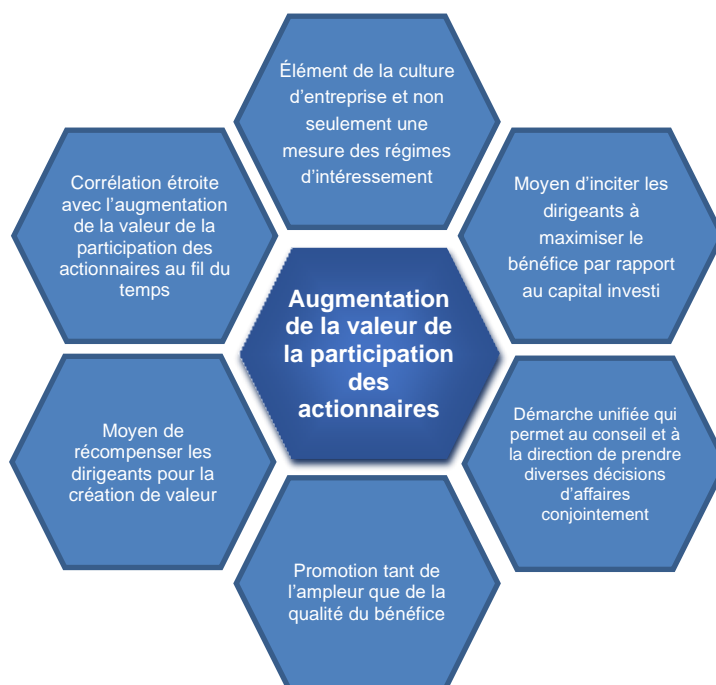 Élément de la culture
d'entreprise et non
seulement une
mesure des régimes
d'intéressement
Corrélation étroite
avec l'augmentation
de la valeur de la
participation des
actionnaires au fil du
temps
Moyen d'inciter les
dirigeants à
maximiser le
bénéfice par rapport
au capital investi
Augmentation
de la valeur de
la participation
des
actionnaires
Moyen de
récompenser les
dirigeants pour la
création de valeur
Démarche unifiée qui
permet au conseil et à
la direction de prendre
diverses décisions
d'affaires
conjointement
Promotion tant de
l'ampleur que de la
qualité du bénéfice